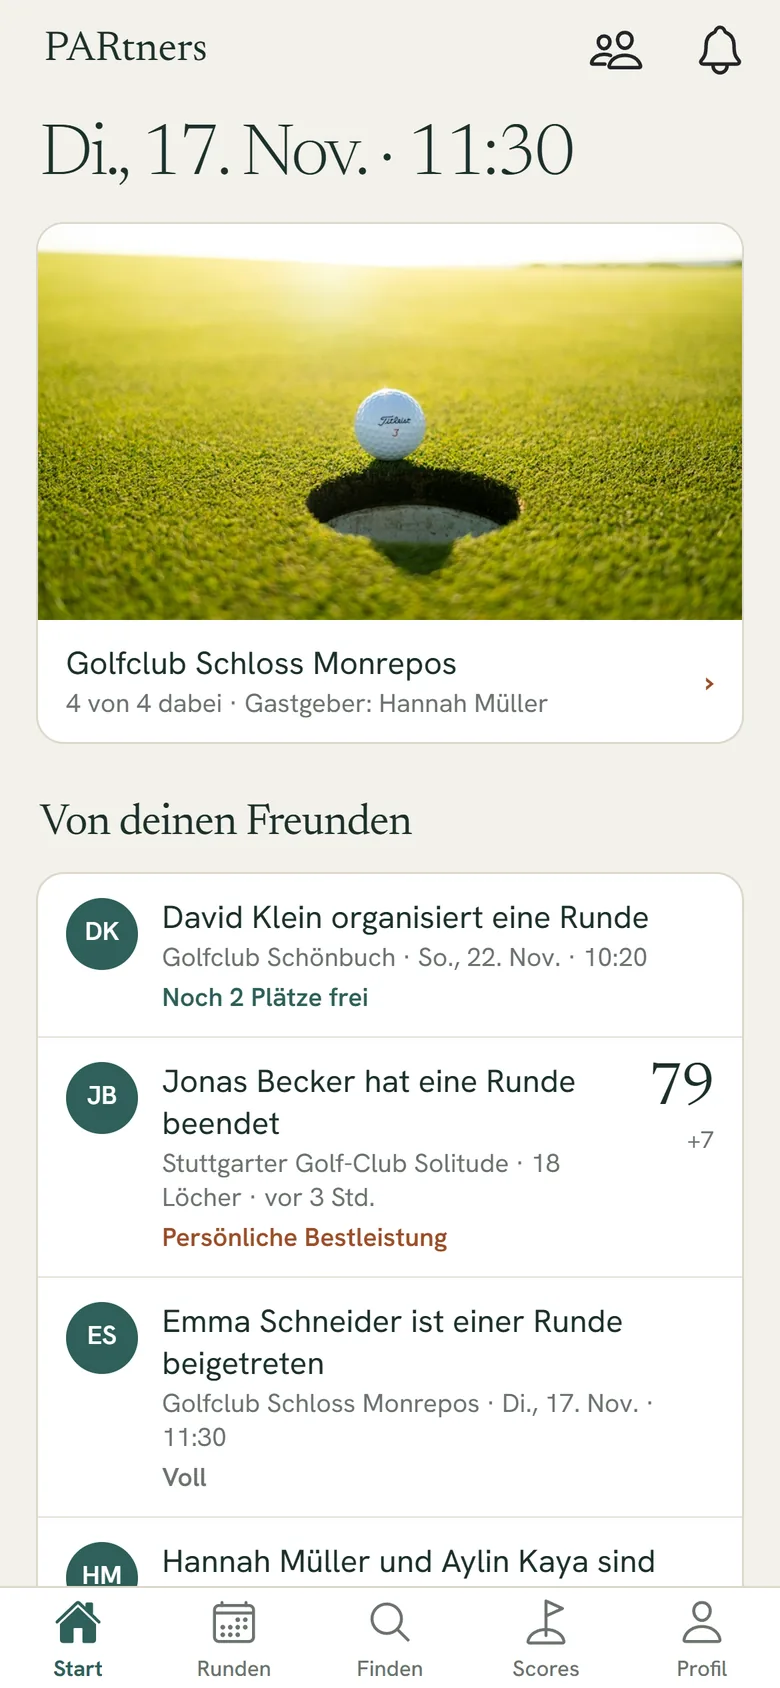 PARtners
Di., 17. Nov. · 11:30
Titleist
3
Golfclub Schloss Monrepos
4 von 4 dabei · Gastgeber: Hannah Müller
Von deinen Freunden
DK
David Klein organisiert eine Runde
Golfclub Schönbuch · So., 22. Nov. · 10:20
Noch 2 Plätze frei
JB
Jonas Becker hat eine Runde
beendet
79
+7
Stuttgarter Golf-Club Solitude · 18
Löcher · vor 3 Std.
Persönliche Bestleistung
ES
Emma Schneider ist einer Runde
beigetreten
Golfclub Schloss Monrepos · Di., 17. Nov. ·
11:30
Voll
HM
Hannah Müller und Aylin Kaya sind
Start
Runden
Finden
Scores
Profil